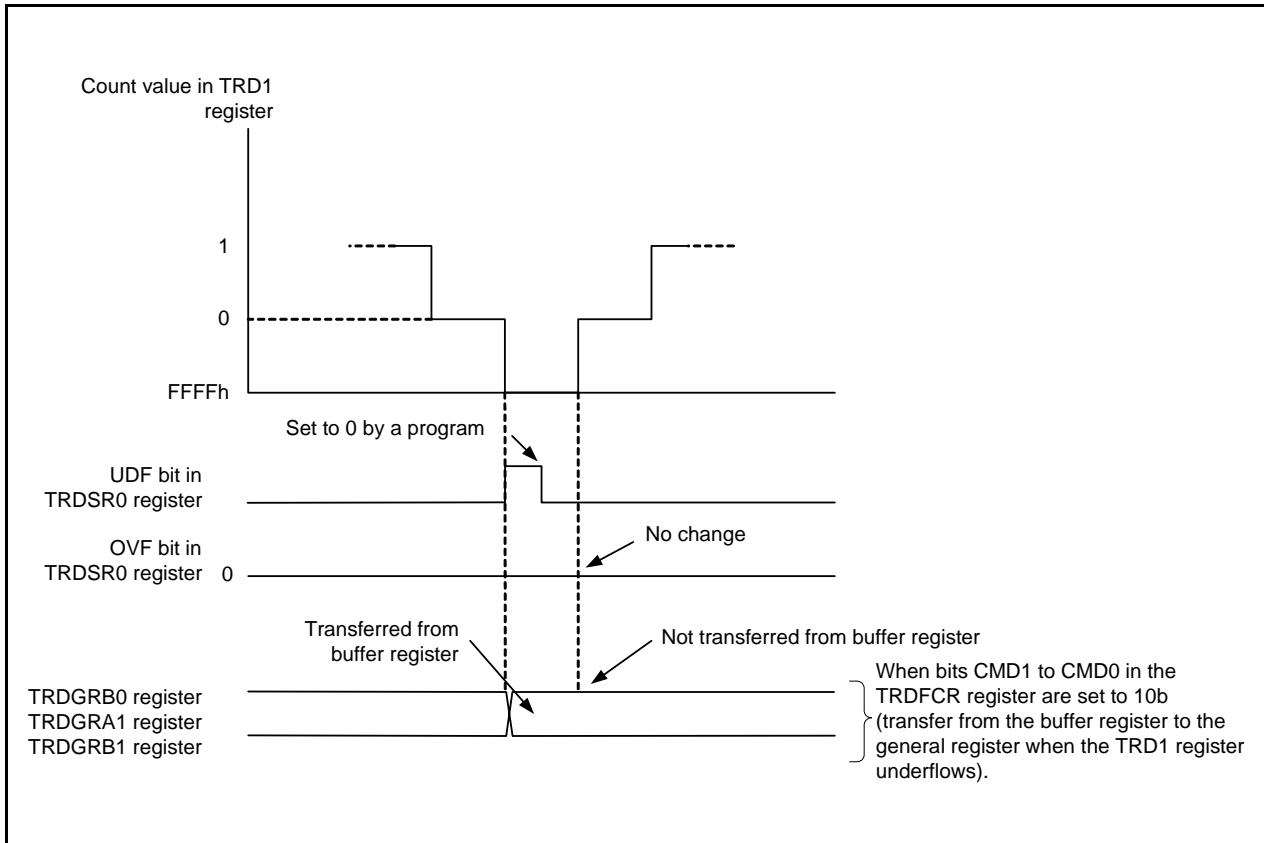 Count value in TRD1
register
1
0
FFFFh
Set to 0 by a program
UDF bit in
TRDSR0 register
No change
OVF bit in
TRDSR0 register 0
Transferred from
buffer register
Not transferred from buffer register
TRDGRB0 register
TRDGRA1 register
TRDGRB1 register
When bits CMD1 to CMD0 in the
TRDFCR register are set to 10b
(transfer from the buffer register to the
general register when the TRD1 register
underflows).